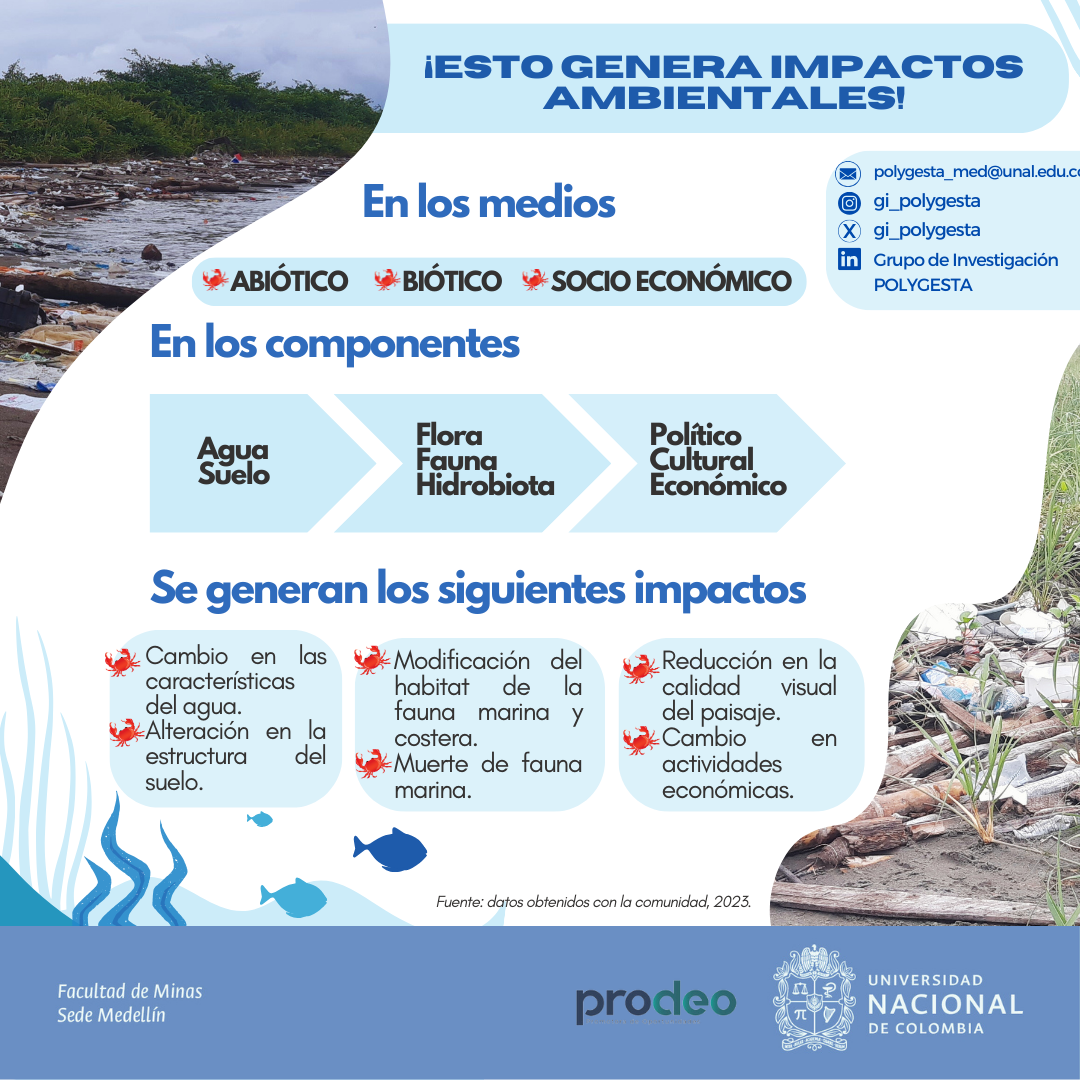 ¡ESTO GENERA IMPACTOS
AMBIENTALES!
polygesta_med@unal.edu.co
gi_polygesta
gi_polygesta
Grupo de Investigación
POLYGESTA
En los medios
ABIÓTICO
BIÓTICO
SOCIO ECONÓMICO
En los componentes
Agua
Suelo
Flora
Fauna
Hidrobiota
Político
Cultural
Económico
Se generan los siguientes impactos
Cambio en las
características
del agua.
Alteración en la
estructura del
suelo.
Modificación del
habitat de la
fauna marina y
costera.
Muerte de fauna
marina.
Reducción en la
calidad visual
del paisaje.
Cambio en
actividades
económicas.
Fuente: datos obtenidos con la comunidad, 2023.
Facultad de Minas
Sede Medellín
prodeo
UNIVERSIDAD
NACIONAL
DE COLOMBIA